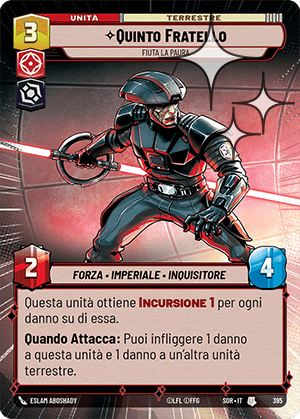 UNITÀ
TERRESTRE
3
Quinto Fratello
FIUTA LA PAURA
2
4
FORZA • IMPERIALE • INQUISITORE
Questa unità ottiene INCURSIONE 1 per ogni
danno su di essa.
Quando Attacca: Puoi infliggere 1 danno
a questa unità e 1 danno a un'altra unità
terrestre.
ESLAM ABOSHADY
©LFL ©FFG
SOR • IT
395